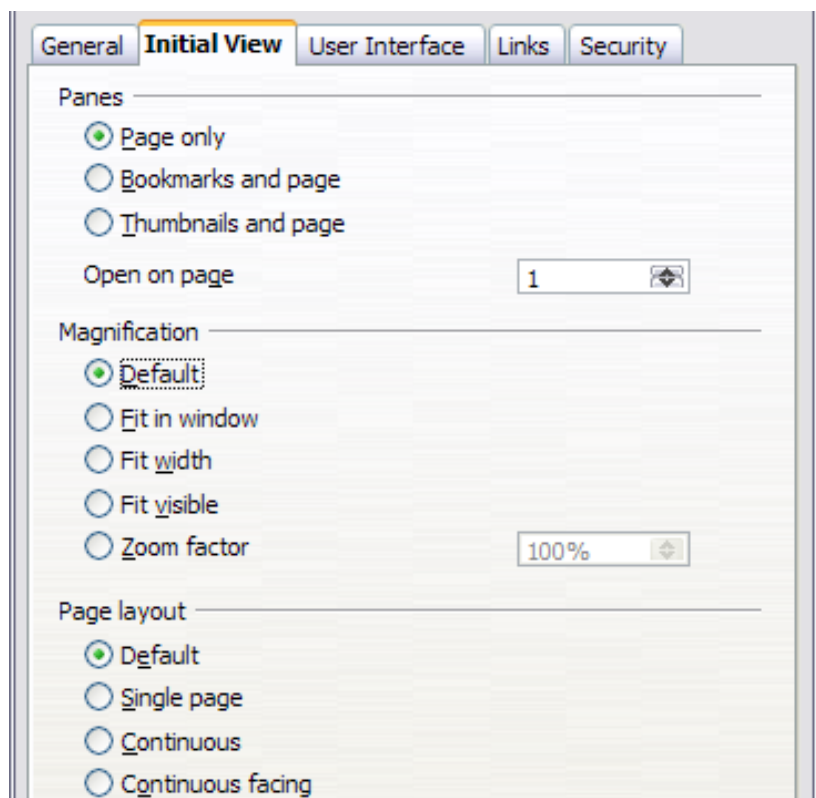 General Initial View User Interface Links Security
Panes
Page only
Bookmarks and page
Thumbnails and page
Open on page 1
Magnification
Default
Fit in window
Fit width
Fit visible
Zoom factor 100%
Page layout
Default
Single page
Continuous
Continuous facing